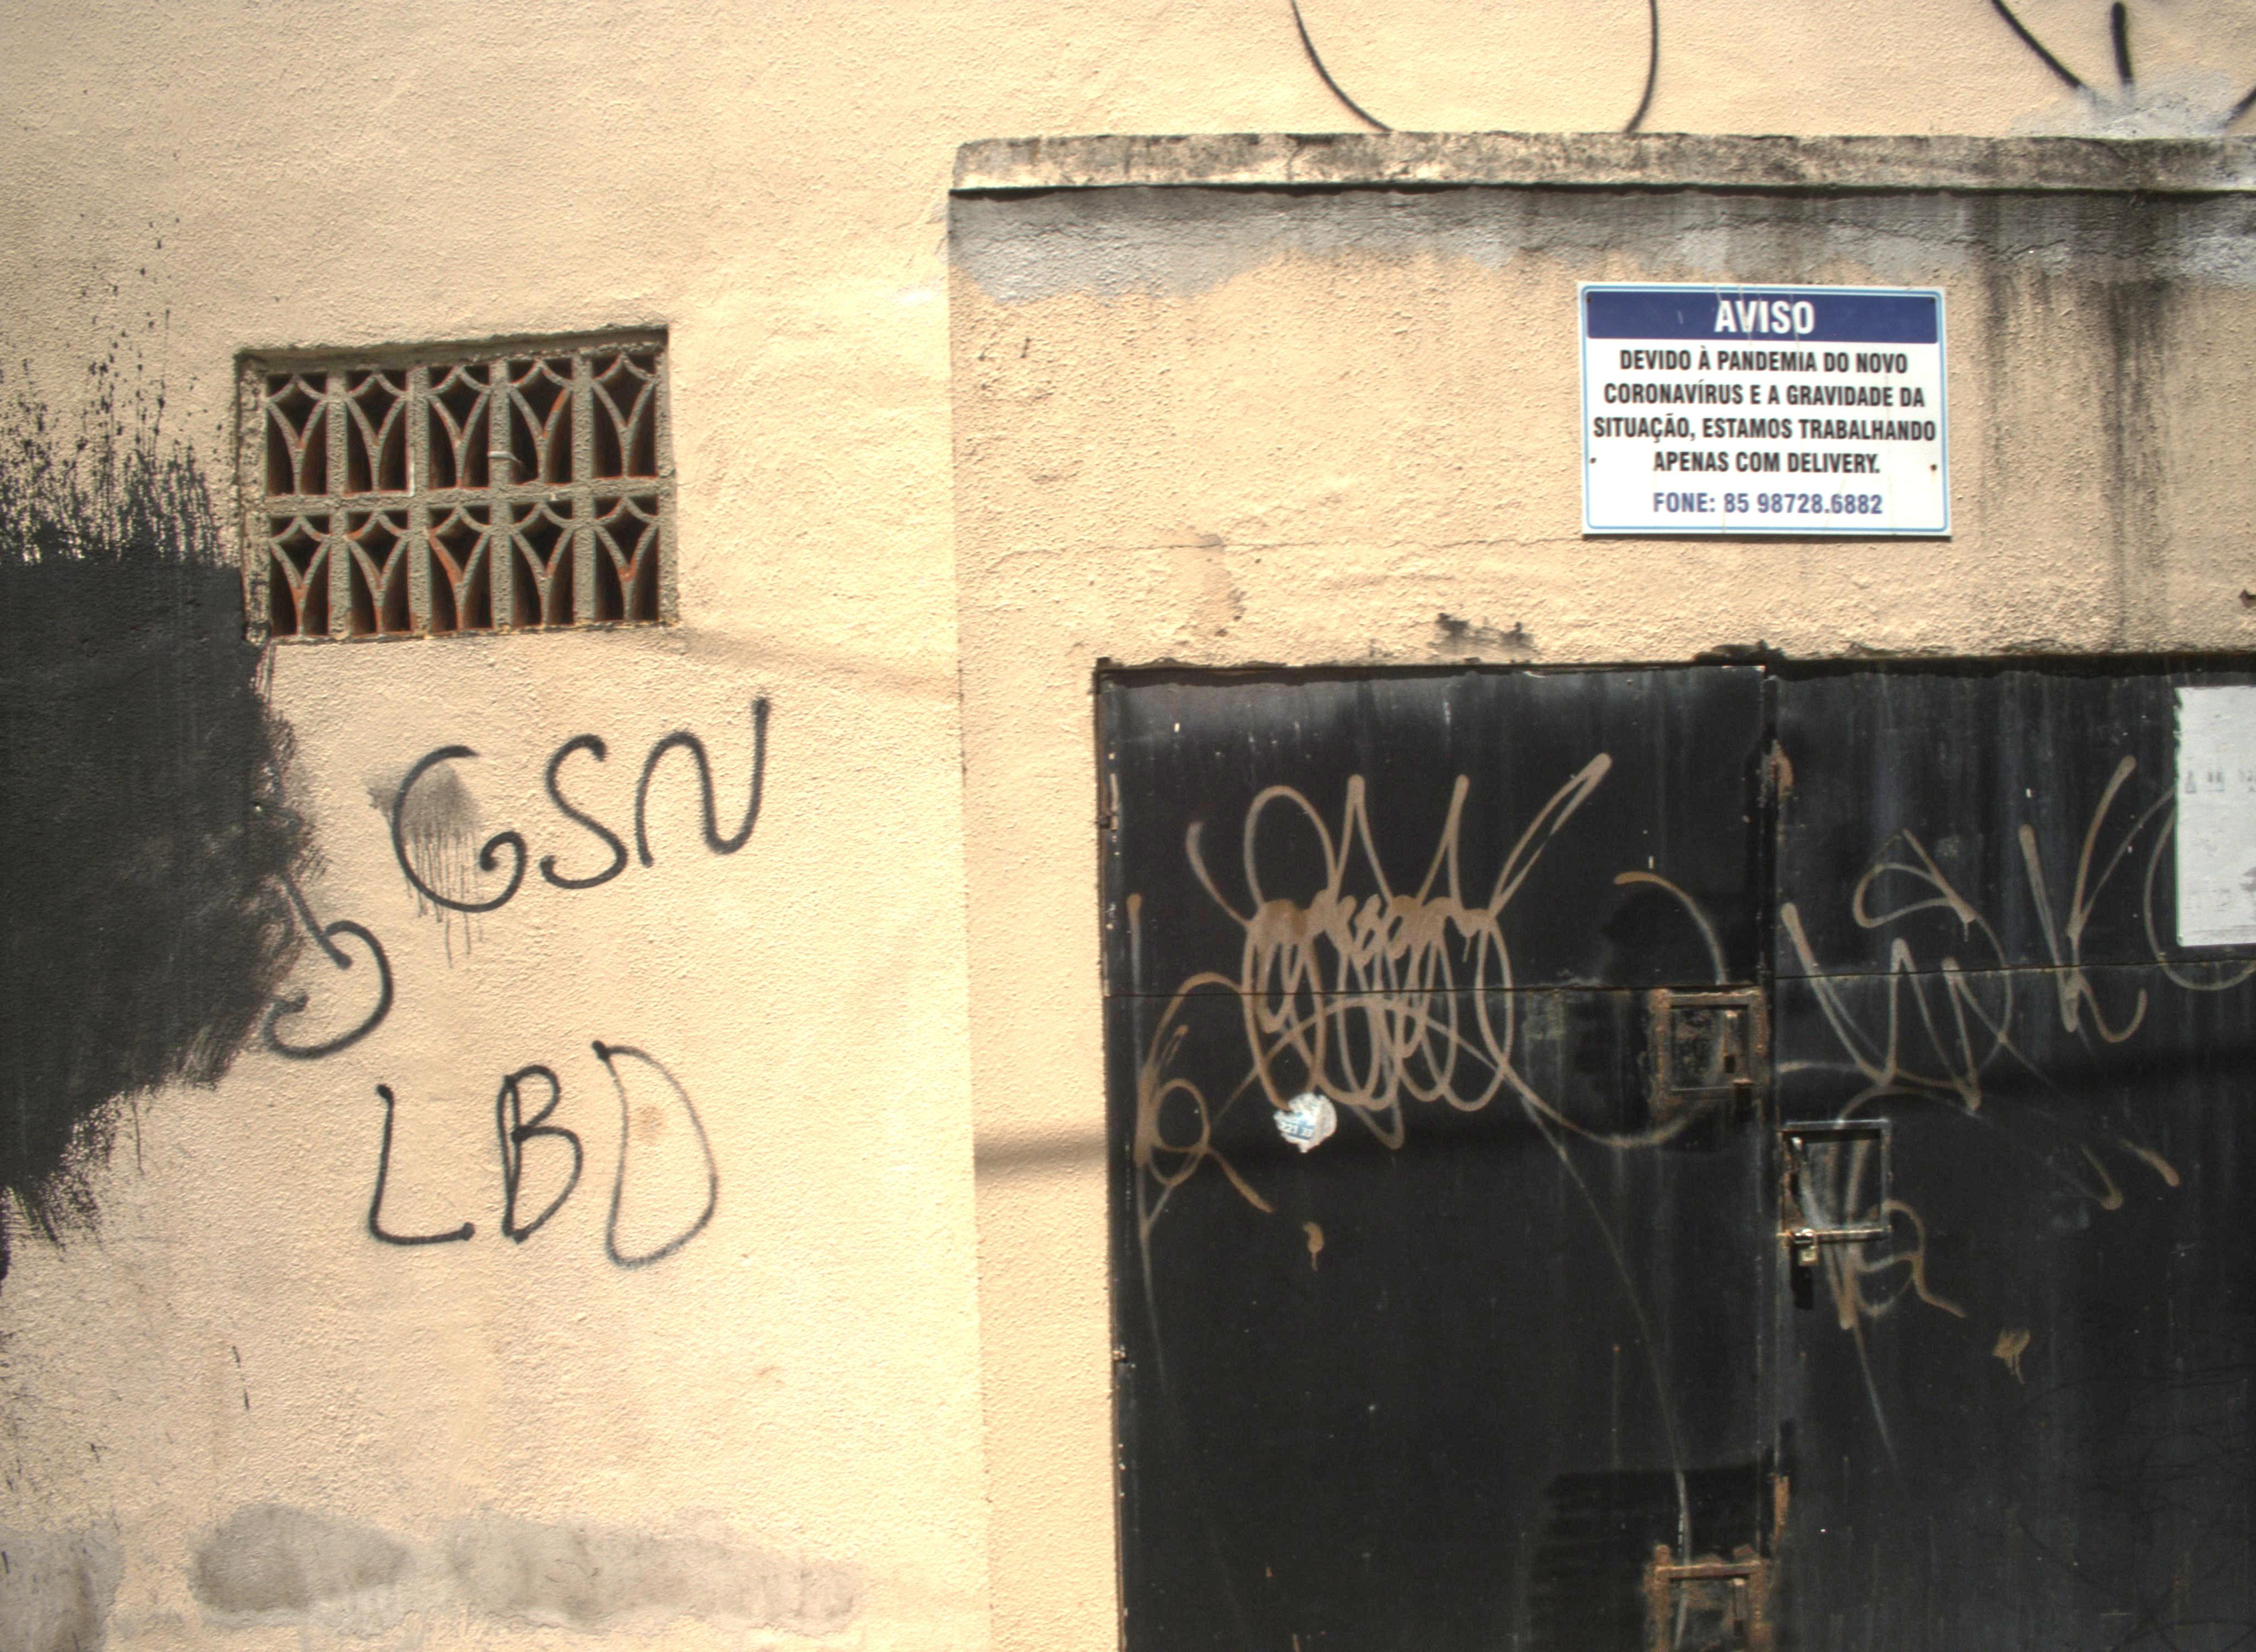 AVISO
DEVIDO À PANDEMIA DO NOVO
CORONAVÍRUS E A GRAVIDADE DA
SITUAÇÃO, ESTAMOS TRABALHANDO
APENAS COM DELIVERY.
FONE: 85 98728.6882
GSN
LBD